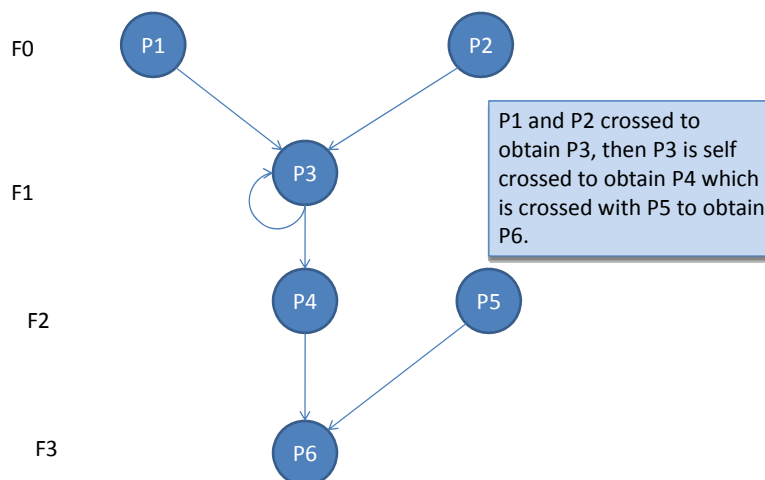 F0
P1
P2
P1 and P2 crossed to
obtain P3, then P3 is self
crossed to obtain P4 which
is crossed with P5 to obtain
P6.
F1
P3
F2
P4
P5
F3
P6